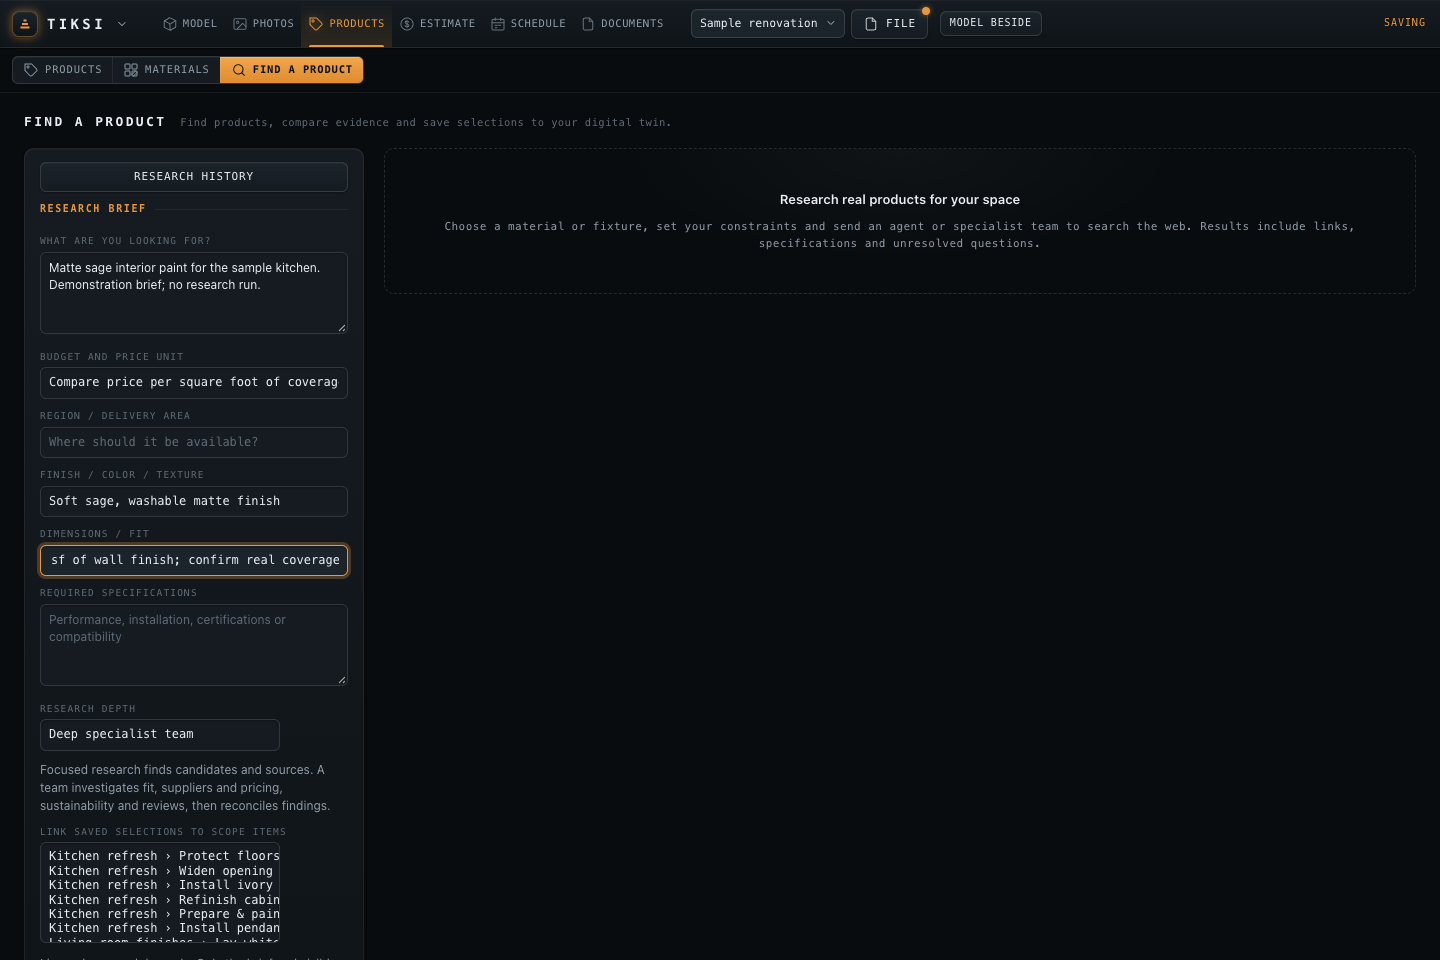 TIKSI
MODEL
PHOTOS
PRODUCTS
ESTIMATE
SCHEDULE
DOCUMENTS
Sample renovation
FILE
MODEL BESIDE
SAVING
PRODUCTS
MATERIALS
FIND A PRODUCT
FIND A PRODUCT
Find products, compare evidence and save selections to your digital twin.
RESEARCH HISTORY
RESEARCH BRIEF
WHAT ARE YOU LOOKING FOR?
Matte sage interior paint for the sample kitchen.
Demonstration brief; no research run.
BUDGET AND PRICE UNIT
Compare price per square foot of coverag
REGION / DELIVERY AREA
Where should it be available?
FINISH / COLOR / TEXTURE
Soft sage, washable matte finish
DIMENSIONS / FIT
sf of wall finish; confirm real coverage
REQUIRED SPECIFICATIONS
Performance, installation, certifications or
compatibility
RESEARCH DEPTH
Deep specialist team
Focused research finds candidates and sources. A
team investigates fit, suppliers and pricing,
sustainability and reviews, then reconciles findings.
LINK SAVED SELECTIONS TO SCOPE ITEMS
Kitchen refresh › Protect floors
Kitchen refresh › Widen opening
Kitchen refresh › Install ivory
Kitchen refresh › Refinish cabin
Kitchen refresh › Prepare & pain
Kitchen refresh › Install pendan
Living room finishes › Lay white
Research real products for your space
Choose a material or fixture, set your constraints and send an agent or specialist team to search the web. Results include links,
specifications and unresolved questions.